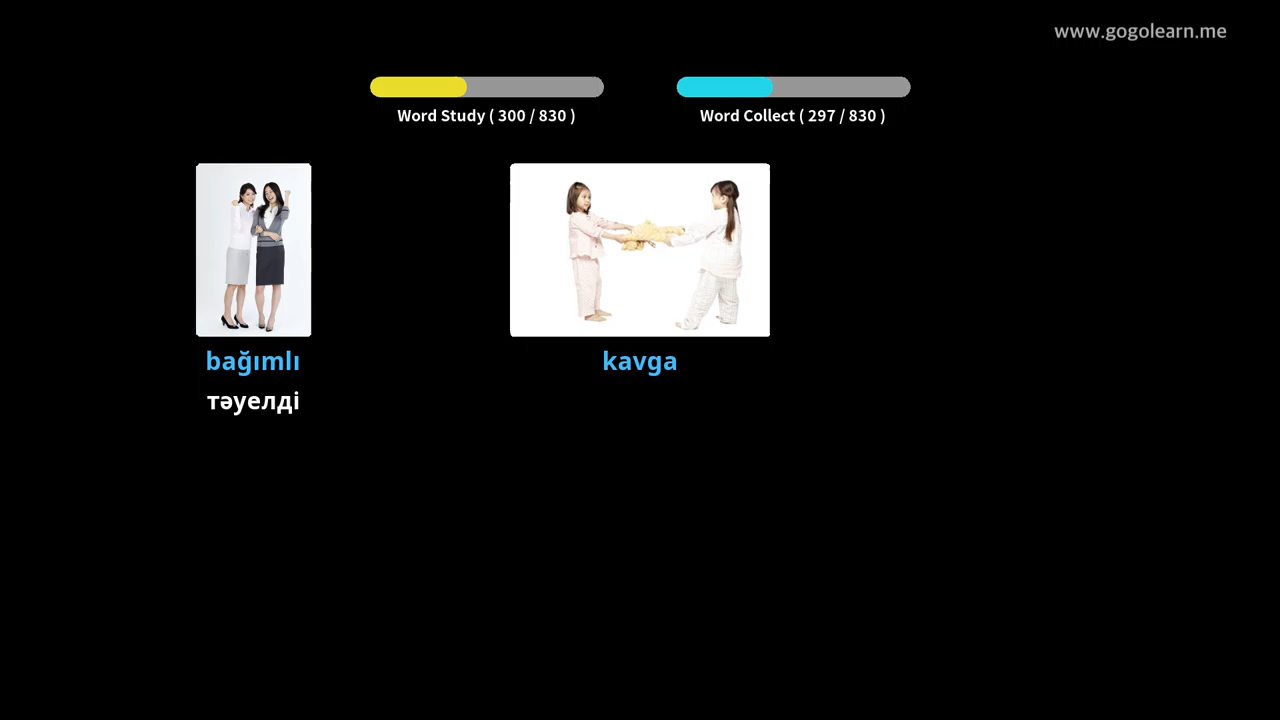 www.gogolearn.me
Word Study ( 300 / 830 )
Word Collect ( 297 / 830 )
bağımlı
kavga
тәуелді